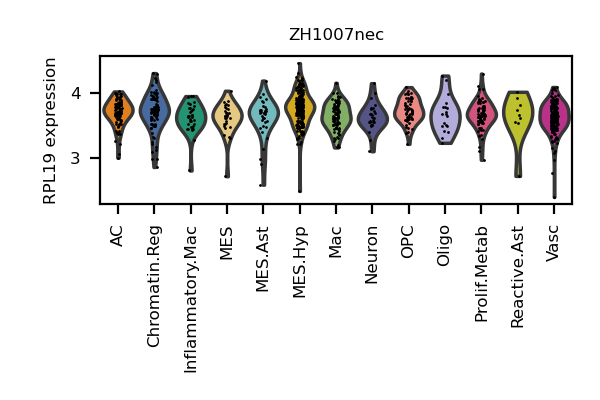 ZH1007nec
RPL19 expression
4
3
AC
Chromatin.Reg
Inflammatory.Mac
MES
MES.Ast
MES.Hyp
Mac
Neuron
OPC
Oligo
Prolif.Metab
Reactive.Ast
Vasc